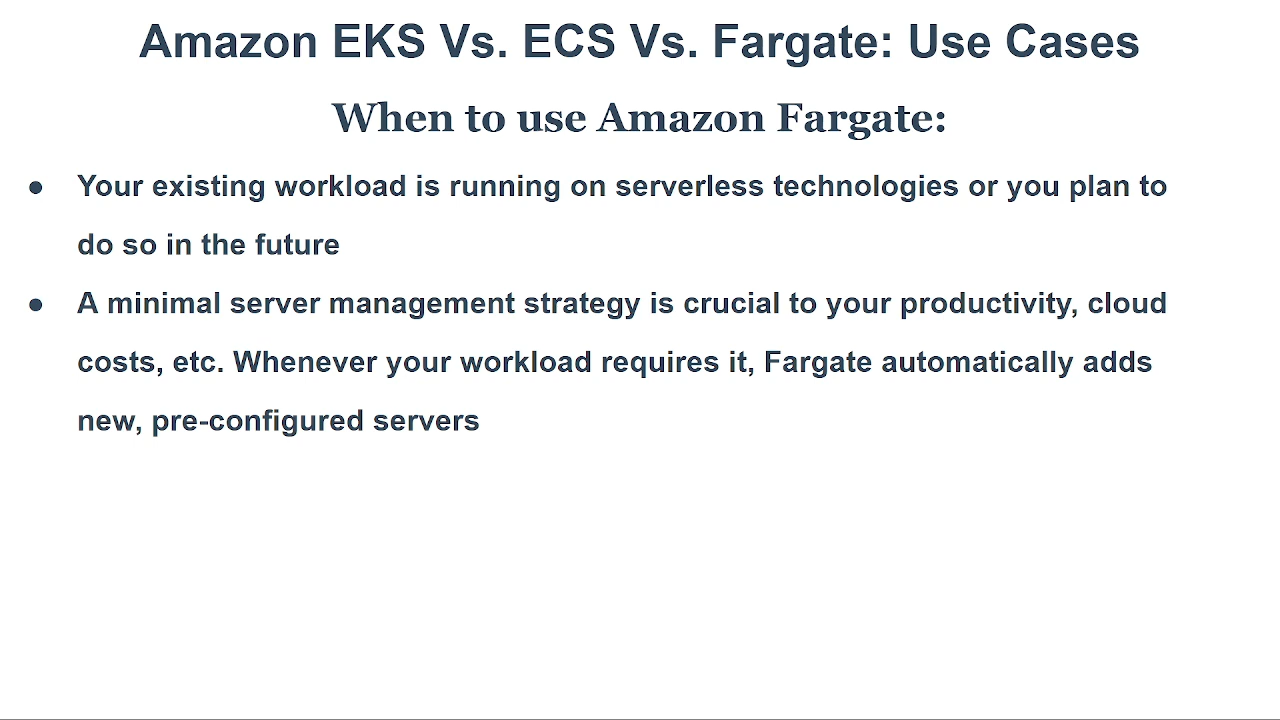 Amazon EKS Vs. ECS Vs. Fargate: Use Cases
When to use Amazon Fargate:
● Your existing workload is running on serverless technologies or you plan to
do so in the future
● A minimal server management strategy is crucial to your productivity, cloud
costs, etc. Whenever your workload requires it, Fargate automatically adds
new, pre-configured servers